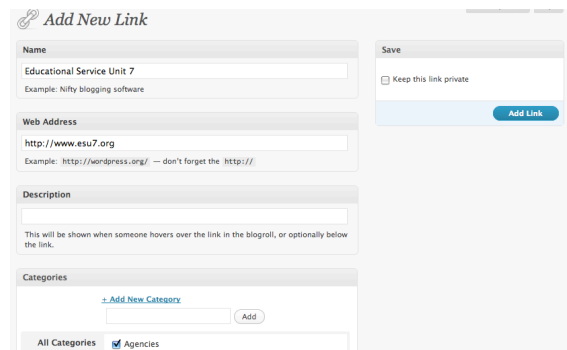 Add New Link
Name
Educational Service Unit 7
Example: Nifty blogging software
Web Address
http://www.esu7.org
Example: http://wordpress.org/ — don't forget the http://
Description
This will be shown when someone hovers over the link in the blogroll, or optionally below
the link.
Categories
+ Add New Category
Add
All Categories
Agencies
Save
Keep this link private
Add Link